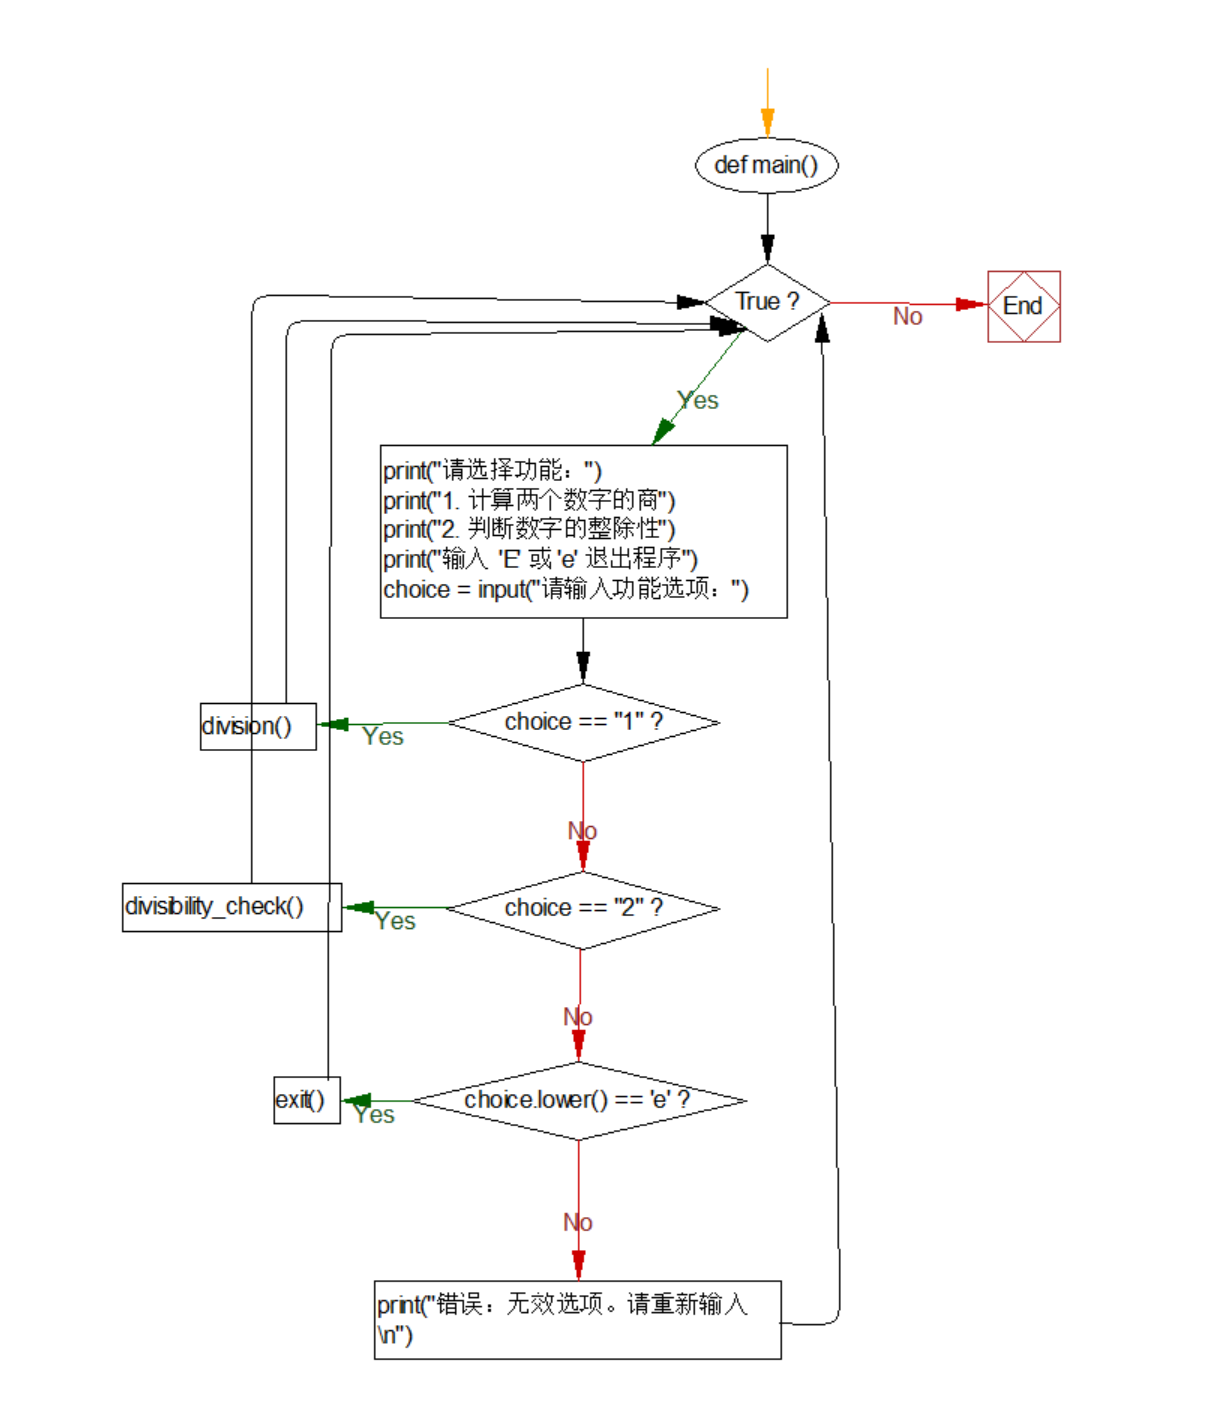 def main()
True ?
No
End
Yes
print("请选择功能：")
print("1. 计算两个数字的商")
print("2. 判断数字的整除性")
print("输入 'E' 或 'e' 退出程序")
choice = input("请输入功能选项：")
choice == "1" ?
Yes
division()
No
choice == "2" ?
Yes
divisibility_check()
No
choice.lower() == 'e' ?
Yes
exit()
No
print("错误：无效选项。请重新输入
\n")